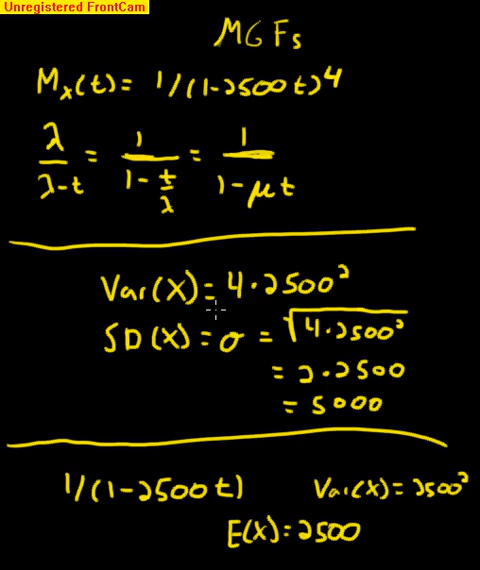 Unregistered FrontCam
MGFs
Mx(t) = 1/(1-2500t)^4
λ/(λ-t) = 1/(1-t/λ) = 1/(1-μt)
Var(X) = 4·2500²
SD(X) = σ = √(4·2500²)
= 2·2500
= 5000
1/(1-2500t) Var(X) = 2500²
E(X) = 2500